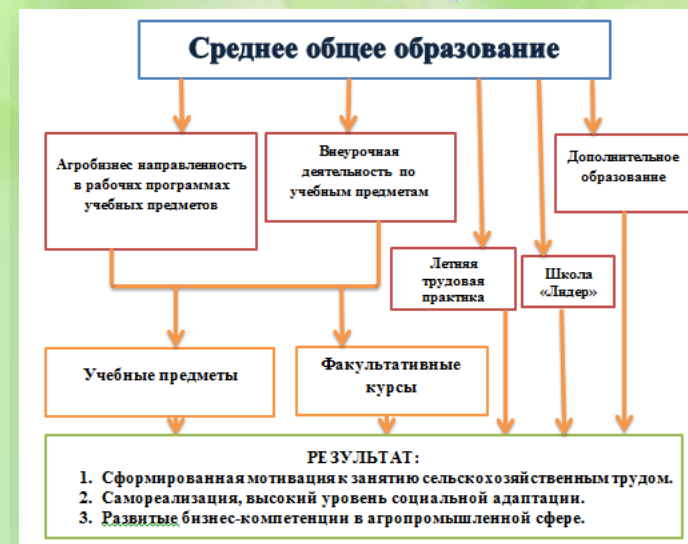 Среднее общее образование
Агробизнес направленность
в рабочих программах
учебных предметов
Внеурочная
деятельность по
учебным предметам
Дополнительное
образование
Летняя
трудовая
практика
Школа
«Лидер»
Учебные предметы
Факультативные
курсы
РЕЗУЛЬТАТ:
1. Сформированная мотивация к занятию сельскохозяйственным трудом.
2. Самореализация, высокий уровень социальной адаптации.
3. Развитые бизнес-компетенции в агропромышленной сфере.